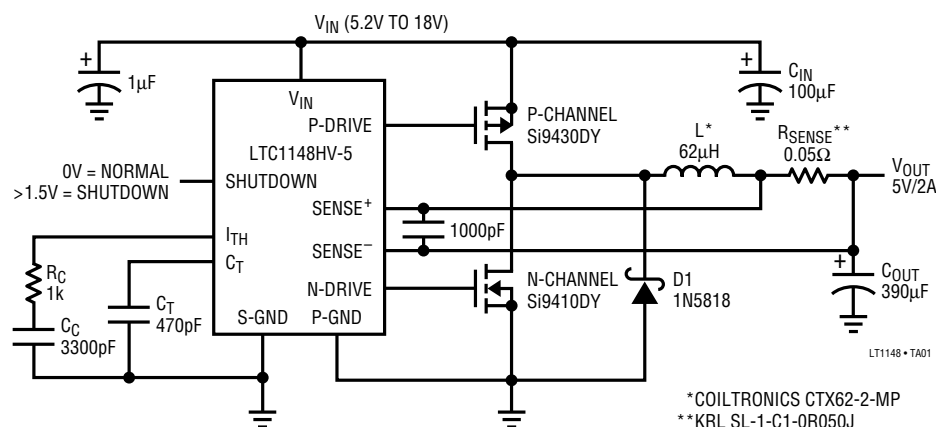 V_IN (5.2V TO 18V)
+
1µF
V_IN
P-DRIVE
LTC1148HV-5
SHUTDOWN
SENSE⁺
SENSE⁻
I_TH
C_T
N-DRIVE
S-GND
P-GND
0V = NORMAL
>1.5V = SHUTDOWN
R_C
1k
C_C
3300pF
C_T
470pF
1000pF
P-CHANNEL
Si9430DY
N-CHANNEL
Si9410DY
+
C_IN
100µF
L*
62µH
R_SENSE**
0.05Ω
V_OUT
5V/2A
D1
1N5818
+
C_OUT
390µF
LT1148 • TA01
*COILTRONICS CTX62-2-MP
**KRL SL-1-C1-0R050J